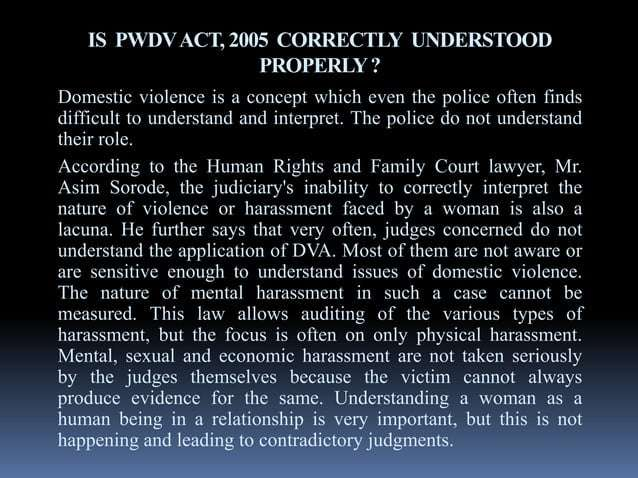 IS PWDV ACT, 2005 CORRECTLY UNDERSTOOD
PROPERLY ?
Domestic violence is a concept which even the police often finds
difficult to understand and interpret. The police do not understand
their role.
According to the Human Rights and Family Court lawyer, Mr.
Asim Sorode, the judiciary's inability to correctly interpret the
nature of violence or harassment faced by a woman is also a
lacuna. He further says that very often, judges concerned do not
understand the application of DVA. Most of them are not aware or
are sensitive enough to understand issues of domestic violence.
The nature of mental harassment in such a case cannot be
measured. This law allows auditing of the various types of
harassment, but the focus is often on only physical harassment.
Mental, sexual and economic harassment are not taken seriously
by the judges themselves because the victim cannot always
produce evidence for the same. Understanding a woman as a
human being in a relationship is very important, but this is not
happening and leading to contradictory judgments.